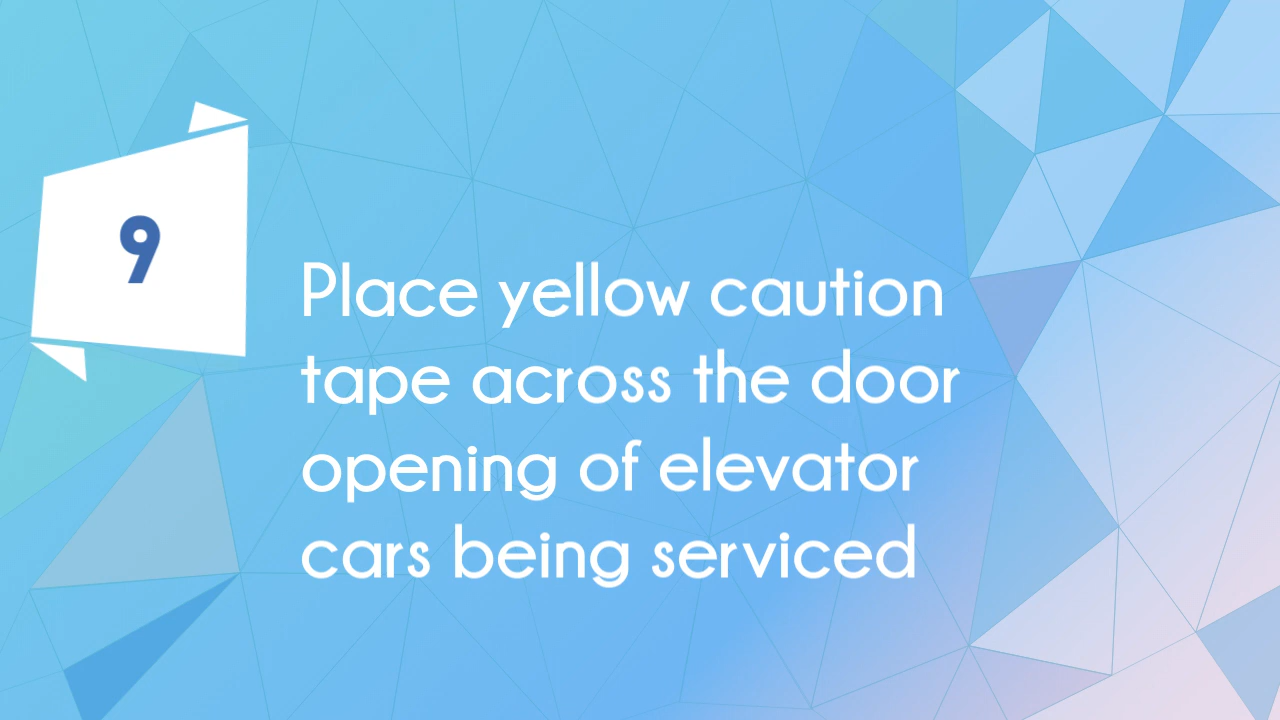 9
Place yellow caution
tape across the door
opening of elevator
cars being serviced